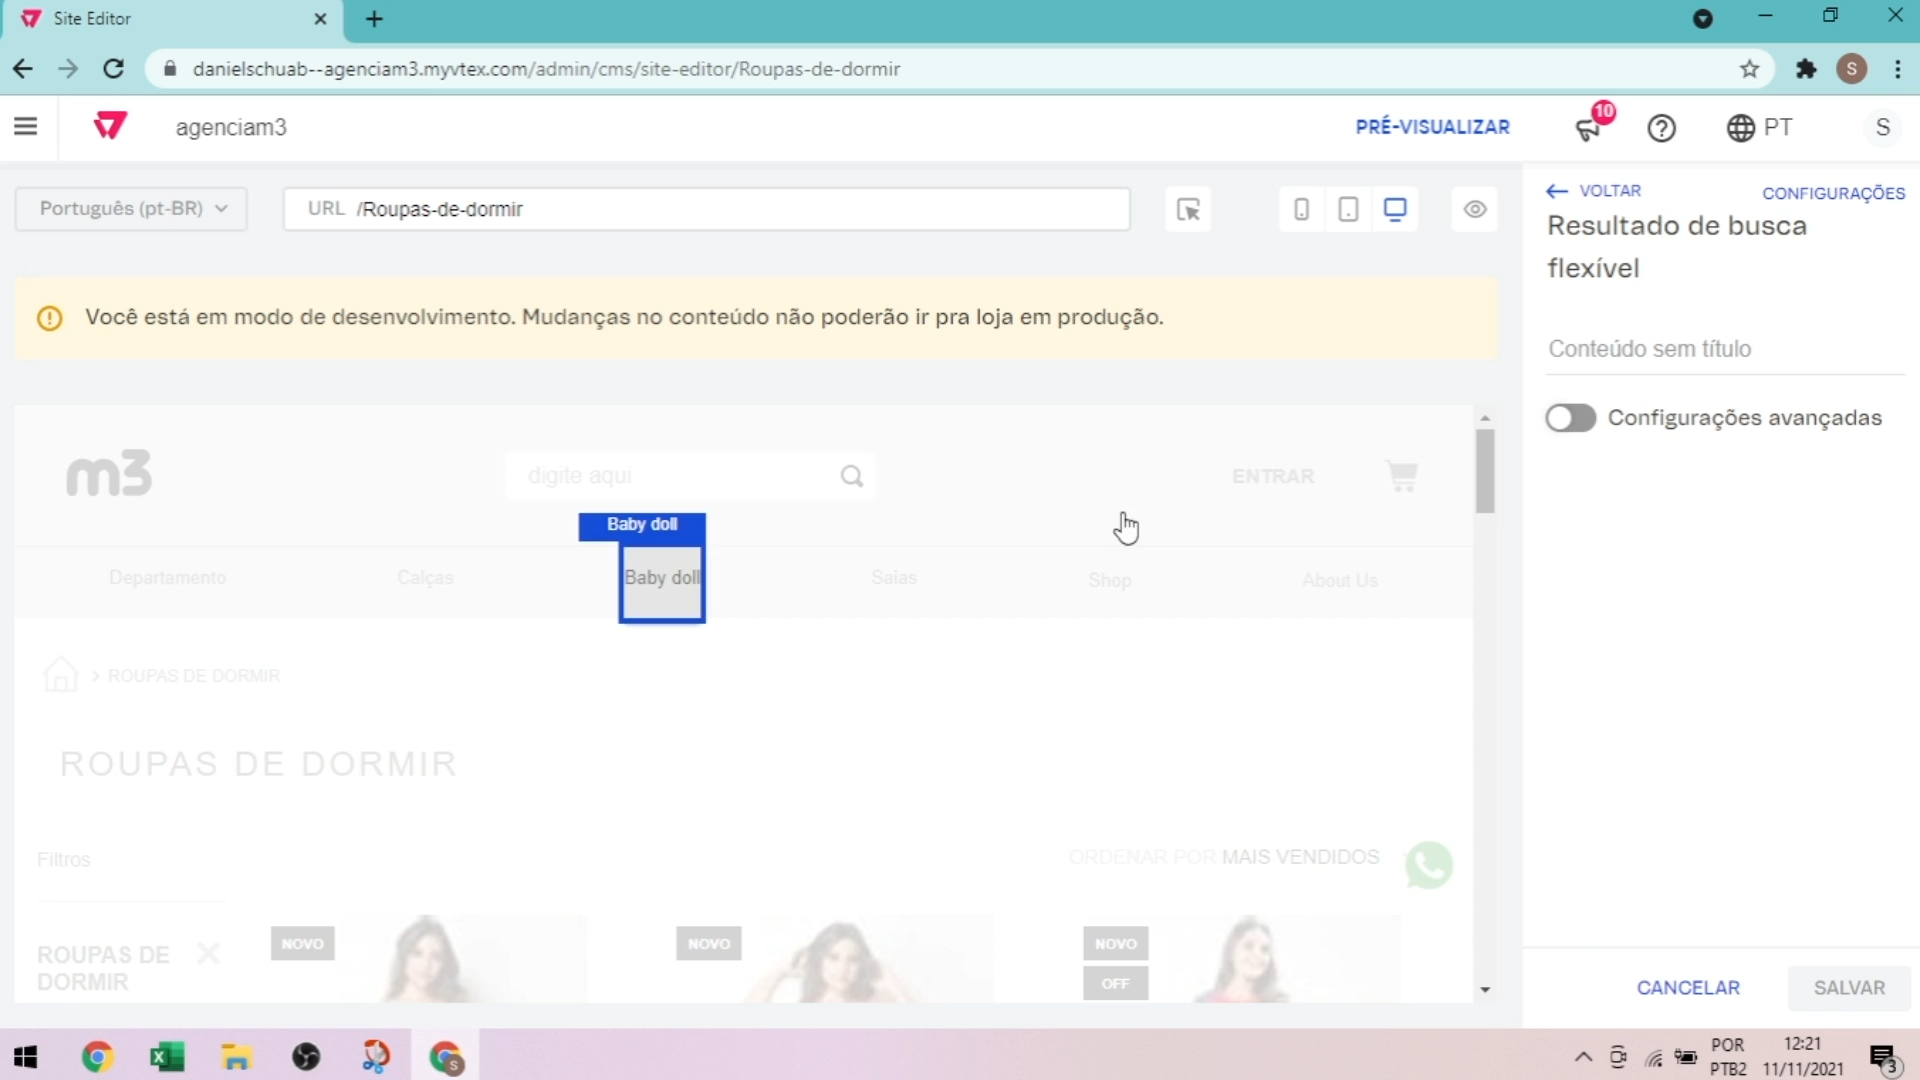 Site Editor
danielschuab--agenciam3.myvtex.com/admin/cms/site-editor/Roupas-de-dormir
S
agenciam3
PRÉ-VISUALIZAR
10
PT
S
Português (pt-BR)
URL /Roupas-de-dormir
VOLTAR
CONFIGURAÇÕES
Resultado de busca
flexível
Você está em modo de desenvolvimento. Mudanças no conteúdo não poderão ir pra loja em produção.
Conteúdo sem título
Configurações avançadas
m3
digite aqui
ENTRAR
Baby doll
Departamento
Calças
Baby doll
Saias
Shop
About Us
> ROUPAS DE DORMIR
ROUPAS DE DORMIR
Filtros
ORDENAR POR MAIS VENDIDOS
ROUPAS DE
DORMIR
NOVO
NOVO
NOVO
OFF
CANCELAR
SALVAR
S
POR
PTB2
12:21
11/11/2021
3